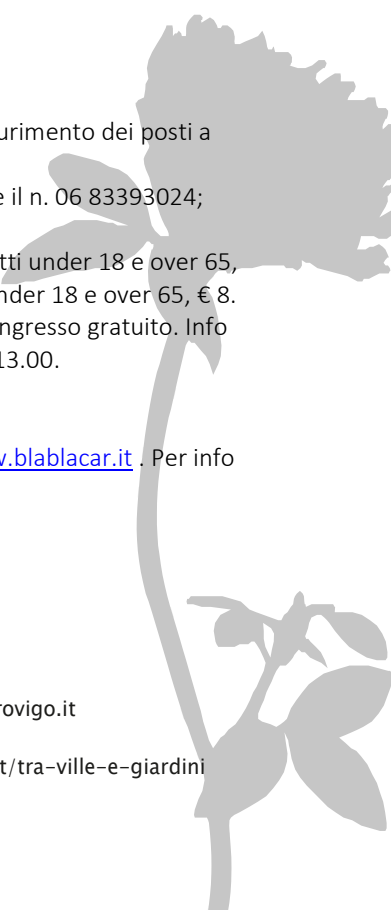 urimento dei posti a
e il n. 06 83393024;
tti under 18 e over 65,
nder 18 e over 65, € 8.
ngresso gratuito. Info
13.00.
v.blablacar.it . Per info
rovigo.it
t/tra-ville-e-giardini